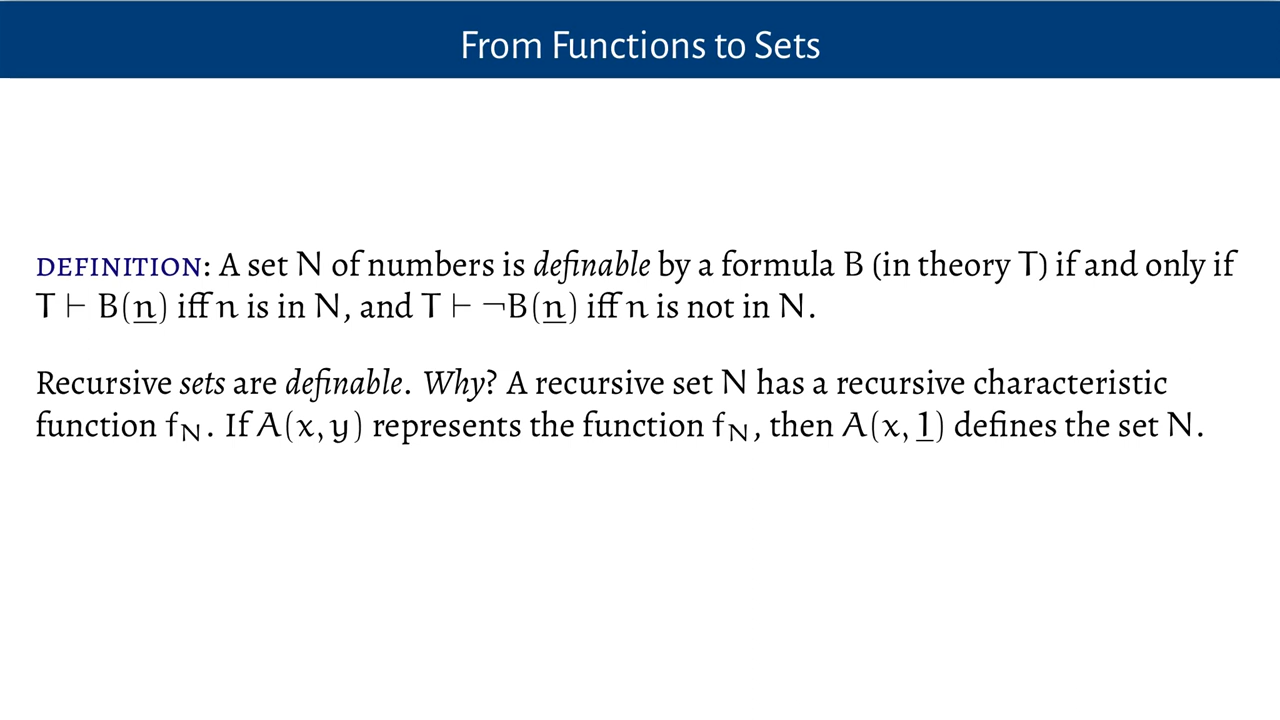 From Functions to Sets
DEFINITION: A set N of numbers is definable by a formula B (in theory T) if and only if
T ⊢ B(n̲) iff n is in N, and T ⊢ ¬B(n̲) iff n is not in N.
Recursive sets are definable. Why? A recursive set N has a recursive characteristic
function f_N. If A(x, y) represents the function f_N, then A(x, 1̲) defines the set N.